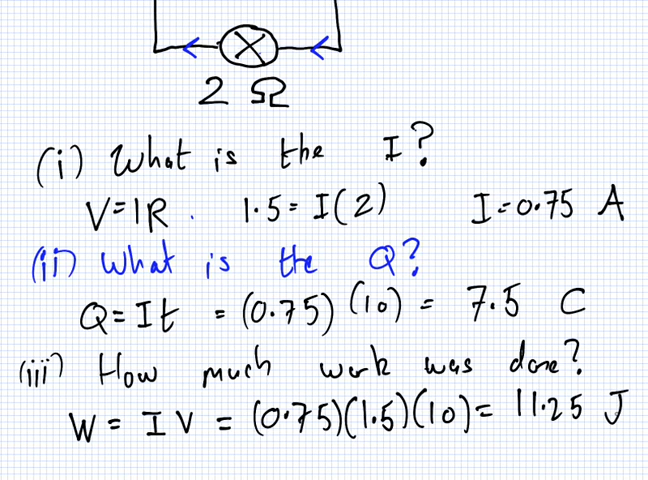 2 Ω
(i) What is the I?
V=IR. 1.5=I(2) I=0.75 A
(ii) What is the Q?
Q=It =(0.75)(10)= 7.5 C
(iii) How much work was done?
W = IV = (0.75)(1.5)(10)= 11.25 J